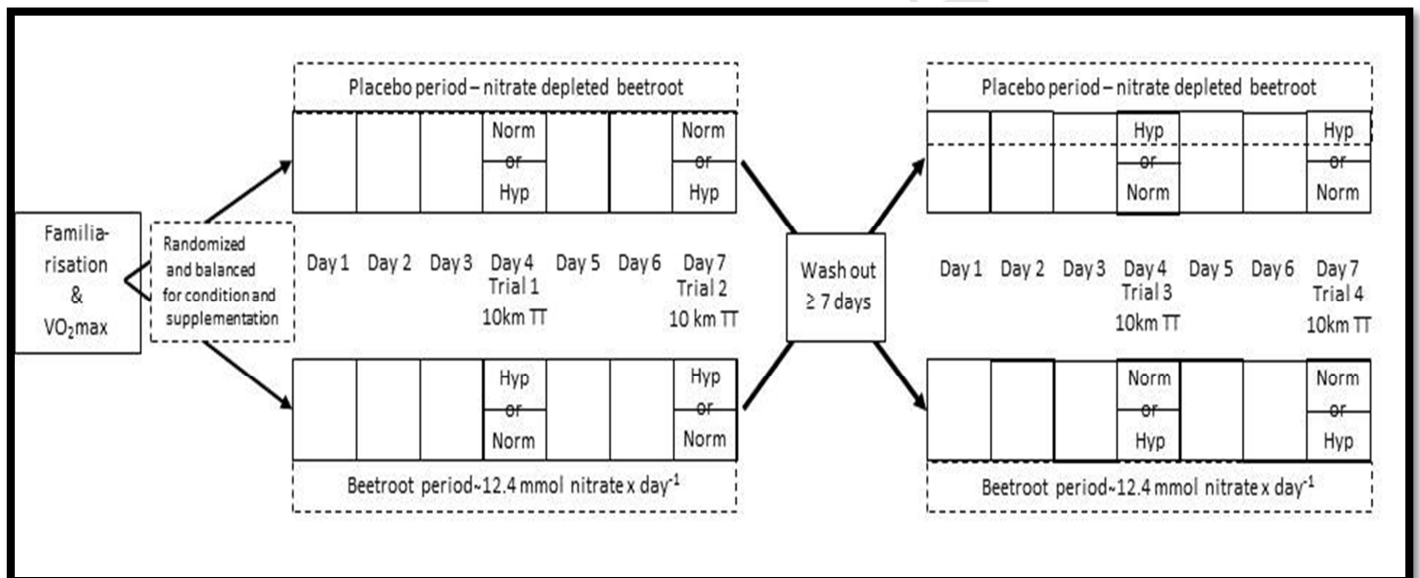 Familia-
risation
&
VO₂max
Randomized
and balanced
for condition and
supplementation
Placebo period – nitrate depleted beetroot
Norm
or
Hyp
Norm
or
Hyp
Day 1 Day 2 Day 3 Day 4 Day 5 Day 6 Day 7
Trial 1 Trial 2
10km TT 10 km TT
Hyp
or
Norm
Hyp
or
Norm
Beetroot period~12.4 mmol nitrate x day⁻¹
Wash out
≥ 7 days
Placebo period – nitrate depleted beetroot
Hyp
or
Norm
Hyp
or
Norm
Day 1 Day 2 Day 3 Day 4 Day 5 Day 6 Day 7
Trial 3 Trial 4
10km TT 10km TT
Norm
or
Hyp
Norm
or
Hyp
Beetroot period~12.4 mmol nitrate x day⁻¹